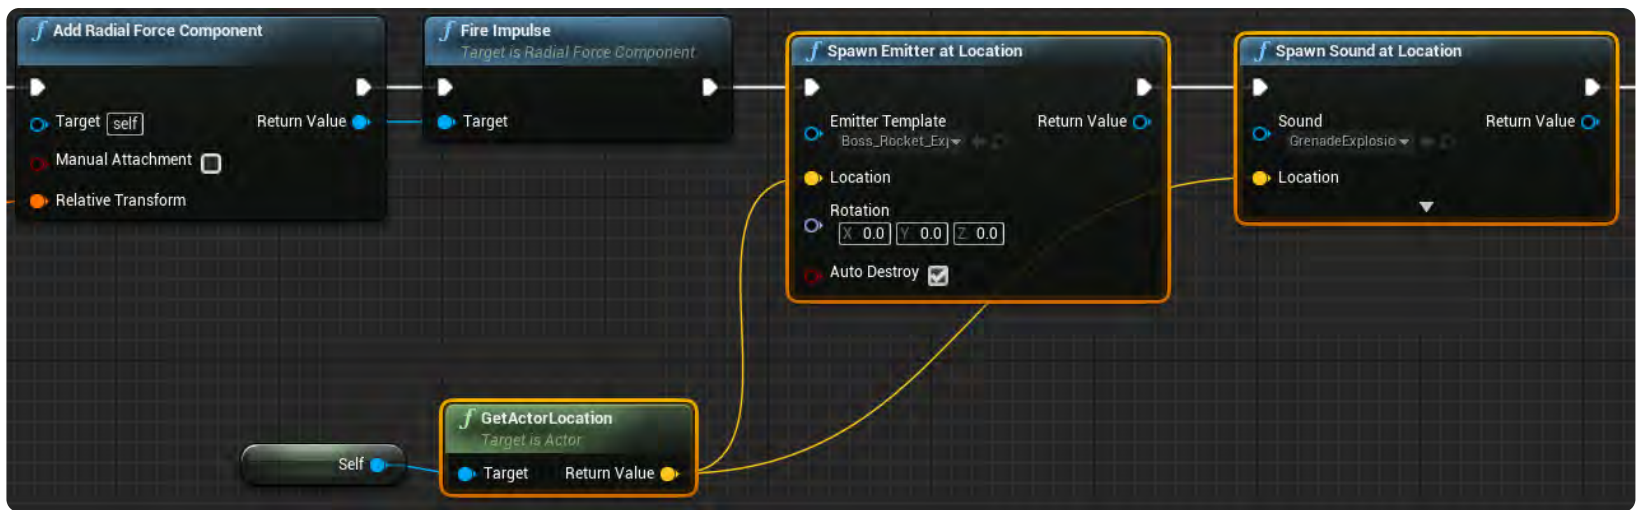 f Add Radial Force Component
Target self
Return Value
Manual Attachment
Relative Transform
f Fire Impulse
Target is Radial Force Component
Target
f Spawn Emitter at Location
Emitter Template
Return Value
Boss_Rocket_Exj
Location
Rotation
X 0.0 Y 0.0 Z 0.0
Auto Destroy
f Spawn Sound at Location
Sound
Return Value
GrenadeExplosio
Location
f GetActorLocation
Target is Actor
Self
Target
Return Value